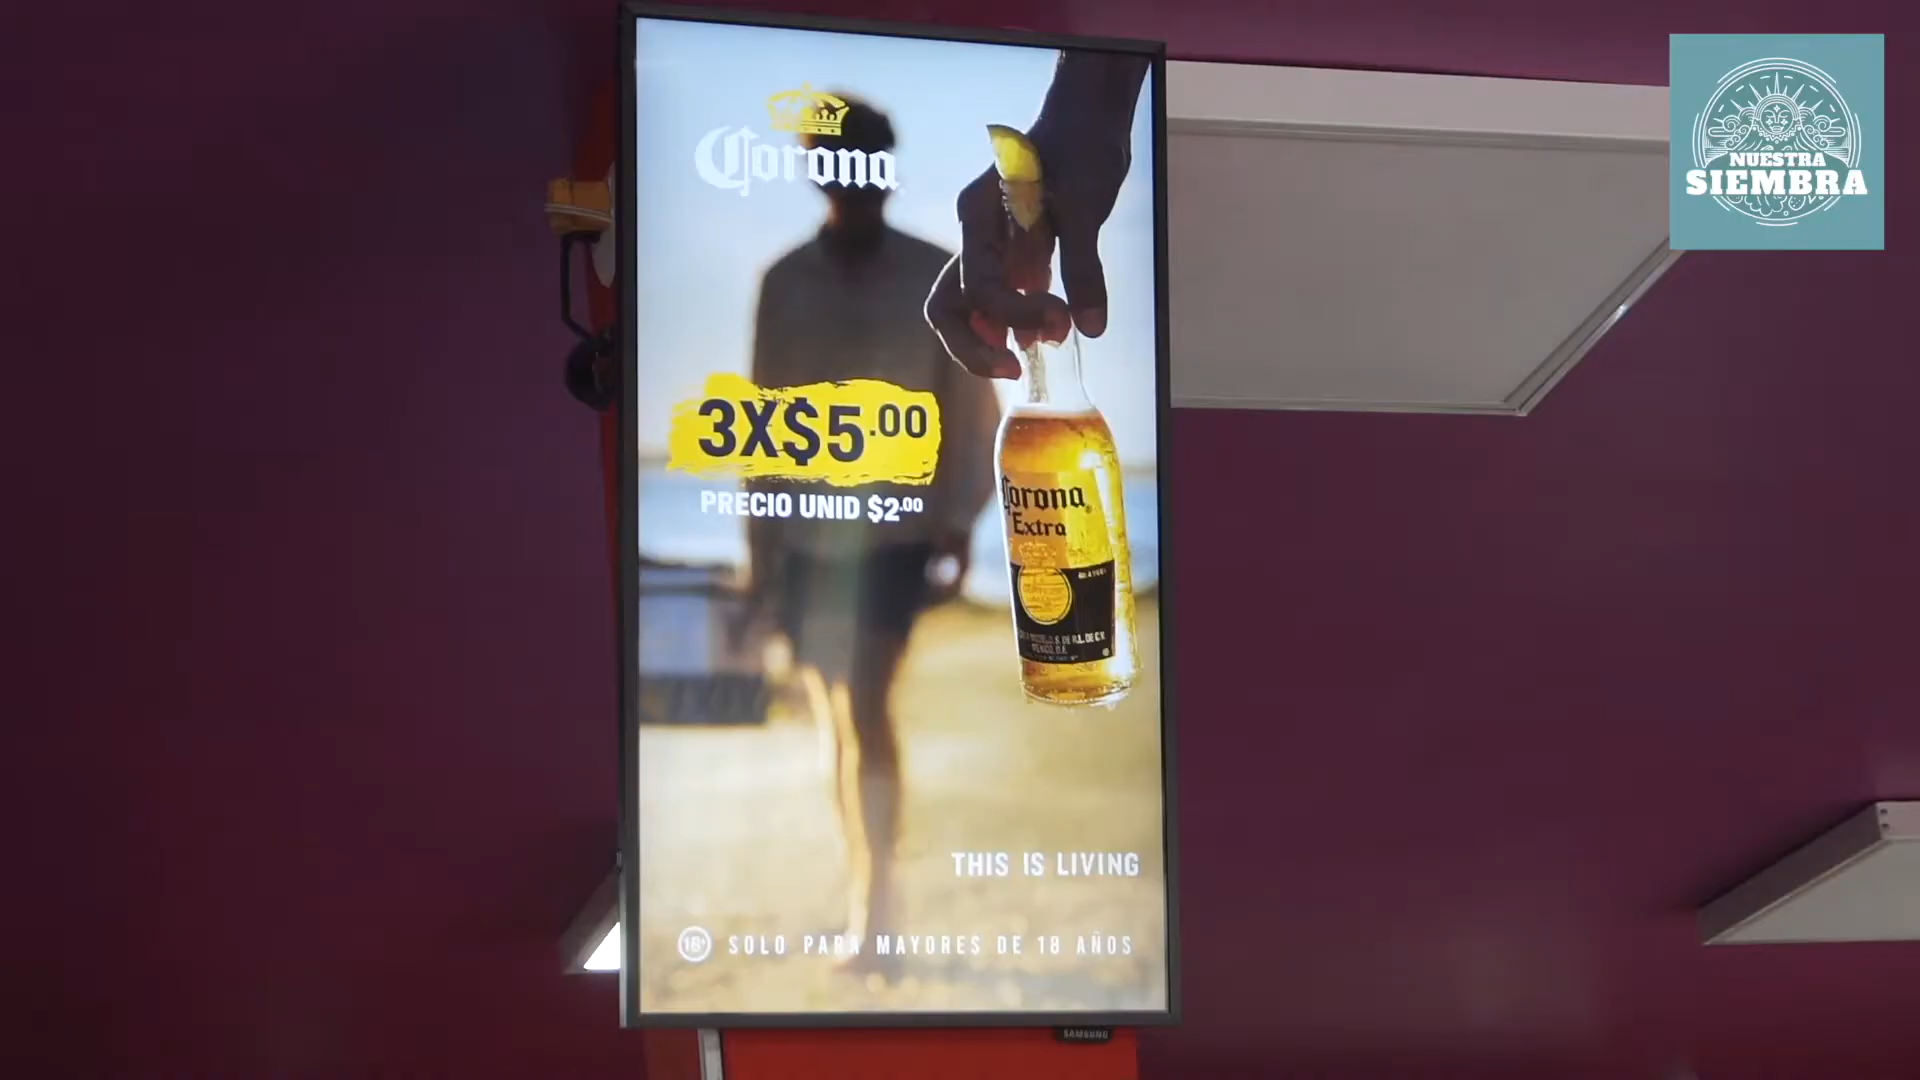 Corona
3X$5.00
PRECIO UNID $2.00
Corona
Extra
MEXICO, D.F.
THIS IS LIVING
18+ SOLO PARA MAYORES DE 18 AÑOS
SAMSUNG
NUESTRA
SIEMBRA